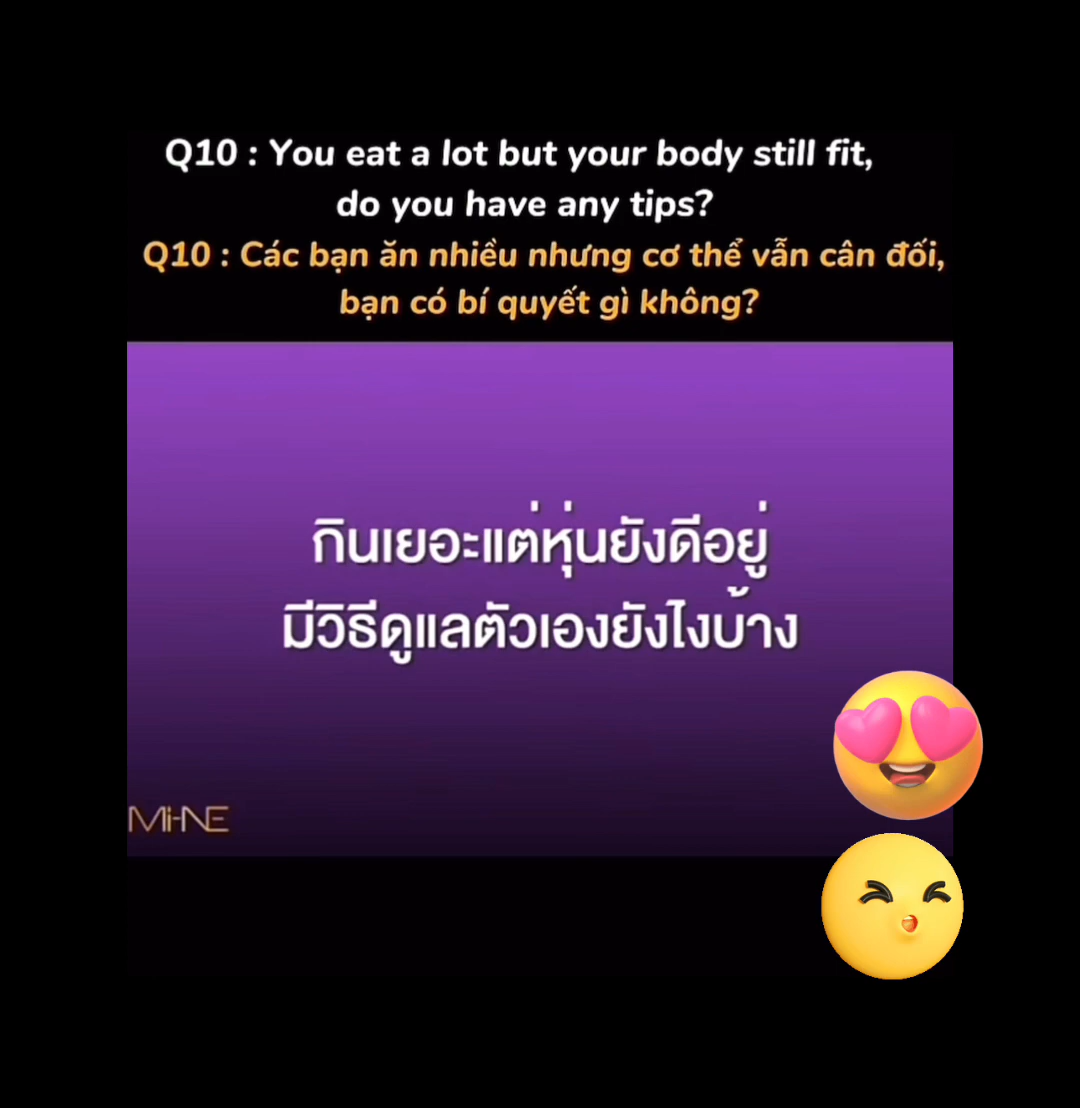 Q10 : You eat a lot but your body still fit,
do you have any tips?
Q10 : Các bạn ăn nhiều nhưng cơ thể vẫn cân đối,
bạn có bí quyết gì không?
กินเยอะแต่หุ่นยังดีอยู่
มีวิธีดูแลตัวเองยังไงบ้าง
Mi-NE